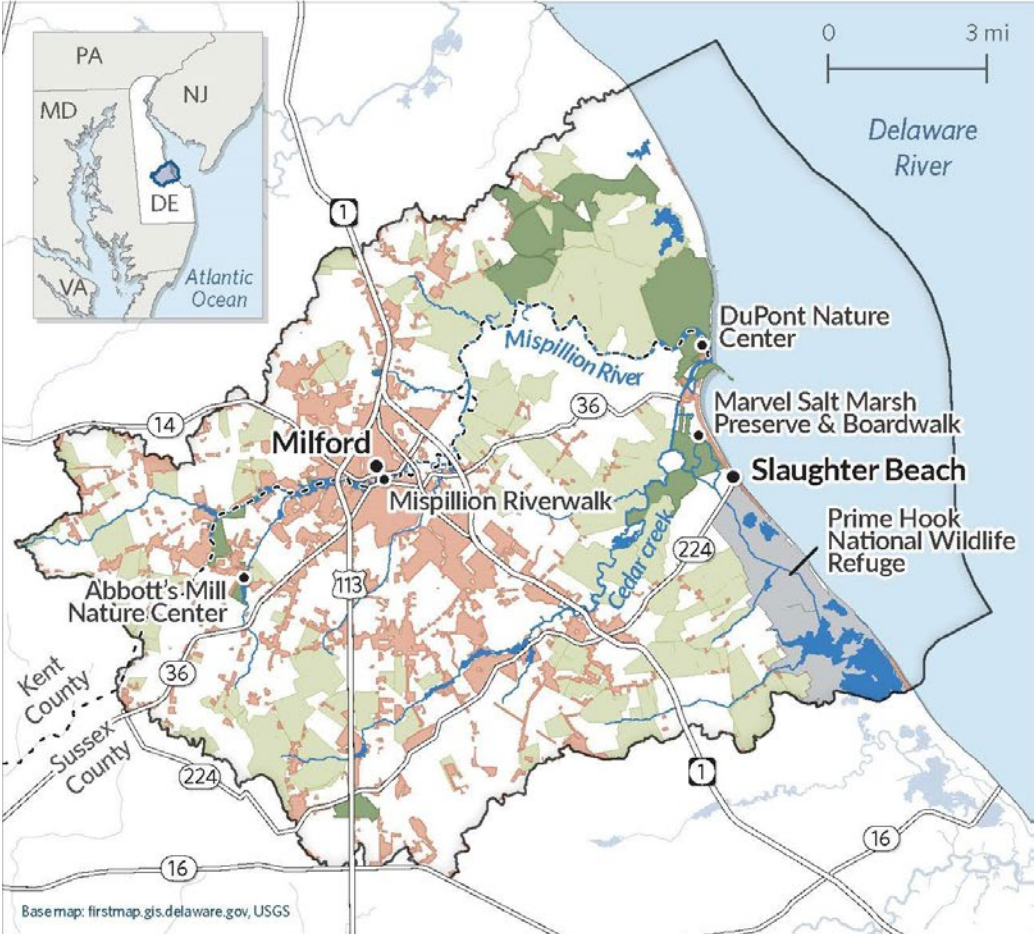 PA
MD
NJ
DE
VA
Atlantic
Ocean
0
3 mi
Delaware
River
1
DuPont Nature
Center
Mispillion River
36
Marvel Salt Marsh
Preserve & Boardwalk
14
Milford
Slaughter Beach
Mispillion Riverwalk
Prime Hook
National Wildlife
Refuge
Cedar creek
224
113
Abbott's Mill
Nature Center
36
Kent
County
Sussex
County
224
1
16
16
Basemap: firstmap.gis.delaware.gov, USGS